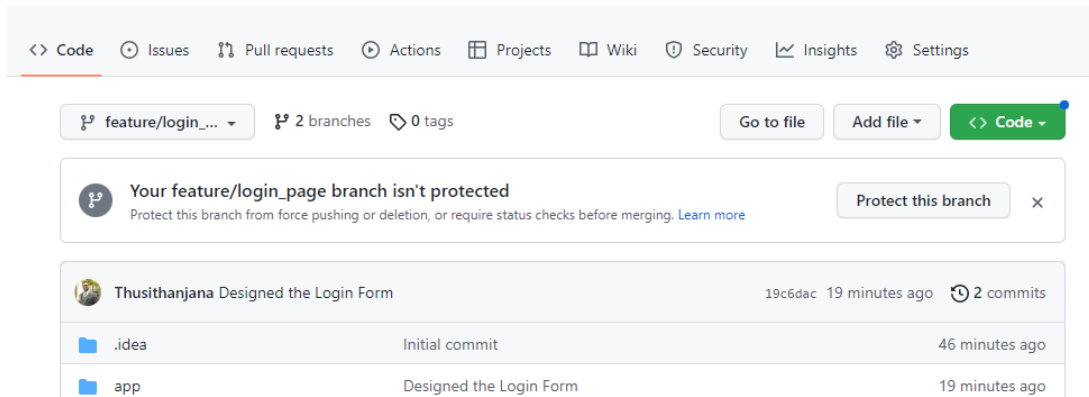 <> Code Issues Pull requests Actions Projects Wiki Security Insights Settings
feature/login_... 2 branches 0 tags Go to file Add file <> Code
Your feature/login_page branch isn't protected
Protect this branch from force pushing or deletion, or require status checks before merging. Learn more
Protect this branch
Thusithanjana Designed the Login Form 19c6dac 19 minutes ago 2 commits
.idea Initial commit 46 minutes ago
app Designed the Login Form 19 minutes ago